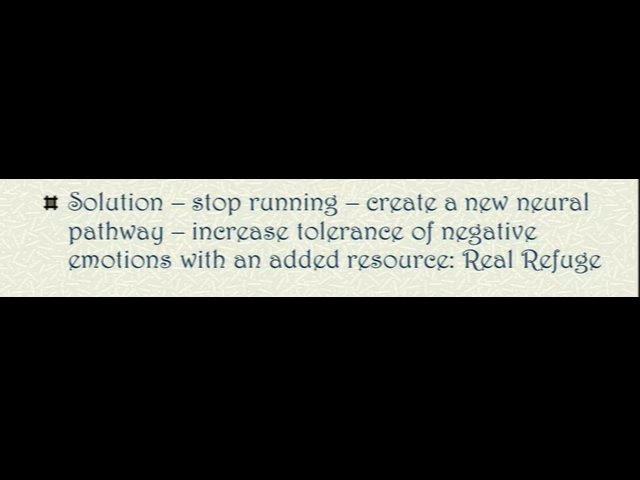 Solution – stop running – create a new neural
pathway – increase tolerance of negative
emotions with an added resource: Real Refuge